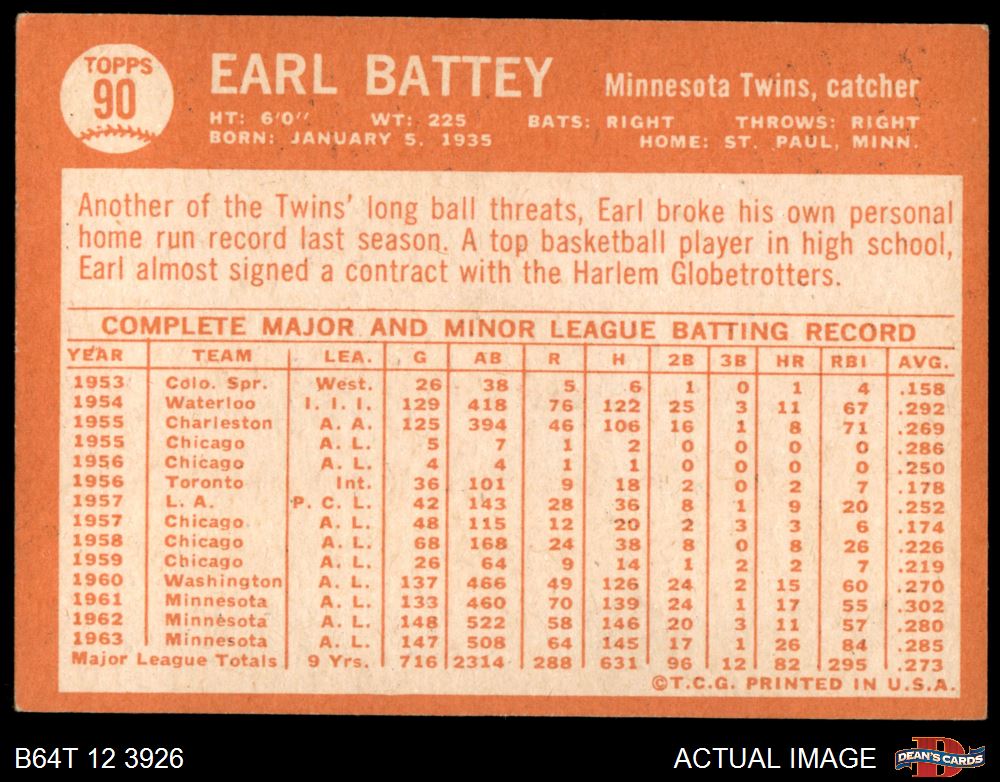 TOPPS
90
EARL BATTEY Minnesota Twins, catcher
HT: 6'0" WT: 225 BATS: RIGHT THROWS: RIGHT
BORN: JANUARY 5, 1935 HOME: ST. PAUL, MINN.
Another of the Twins' long ball threats, Earl broke his own personal
home run record last season. A top basketball player in high school,
Earl almost signed a contract with the Harlem Globetrotters.
COMPLETE MAJOR AND MINOR LEAGUE BATTING RECORD
YEAR TEAM LEA. G AB R H 2B 3B HR RBI AVG.
1953 Colo. Spr. West. 26 38 5 6 1 0 1 4 .158
1954 Waterloo I. I. I. 129 418 76 122 25 3 11 67 .292
1955 Charleston A. A. 125 394 46 106 16 1 8 71 .269
1955 Chicago A. L. 5 7 1 2 0 0 0 0 .286
1956 Chicago A. L. 4 4 1 1 0 0 0 0 .250
1956 Toronto Int. 36 101 9 18 2 0 2 7 .178
1957 L. A. P. C. L. 42 143 28 36 8 1 9 20 .252
1957 Chicago A. L. 48 115 12 20 2 3 3 6 .174
1958 Chicago A. L. 68 168 24 38 8 0 8 26 .226
1959 Chicago A. L. 26 64 9 14 1 2 2 7 .219
1960 Washington A. L. 137 466 49 126 24 2 15 60 .270
1961 Minnesota A. L. 133 460 70 139 24 1 17 55 .302
1962 Minnesota A. L. 148 522 58 146 20 3 11 57 .280
1963 Minnesota A. L. 147 508 64 145 17 1 26 84 .285
Major League Totals 9 Yrs. 716 2314 288 631 96 12 82 295 .273
©T.C.G. PRINTED IN U.S.A.
B64T 12 3926 ACTUAL IMAGE
D
DEAN'S CARDS